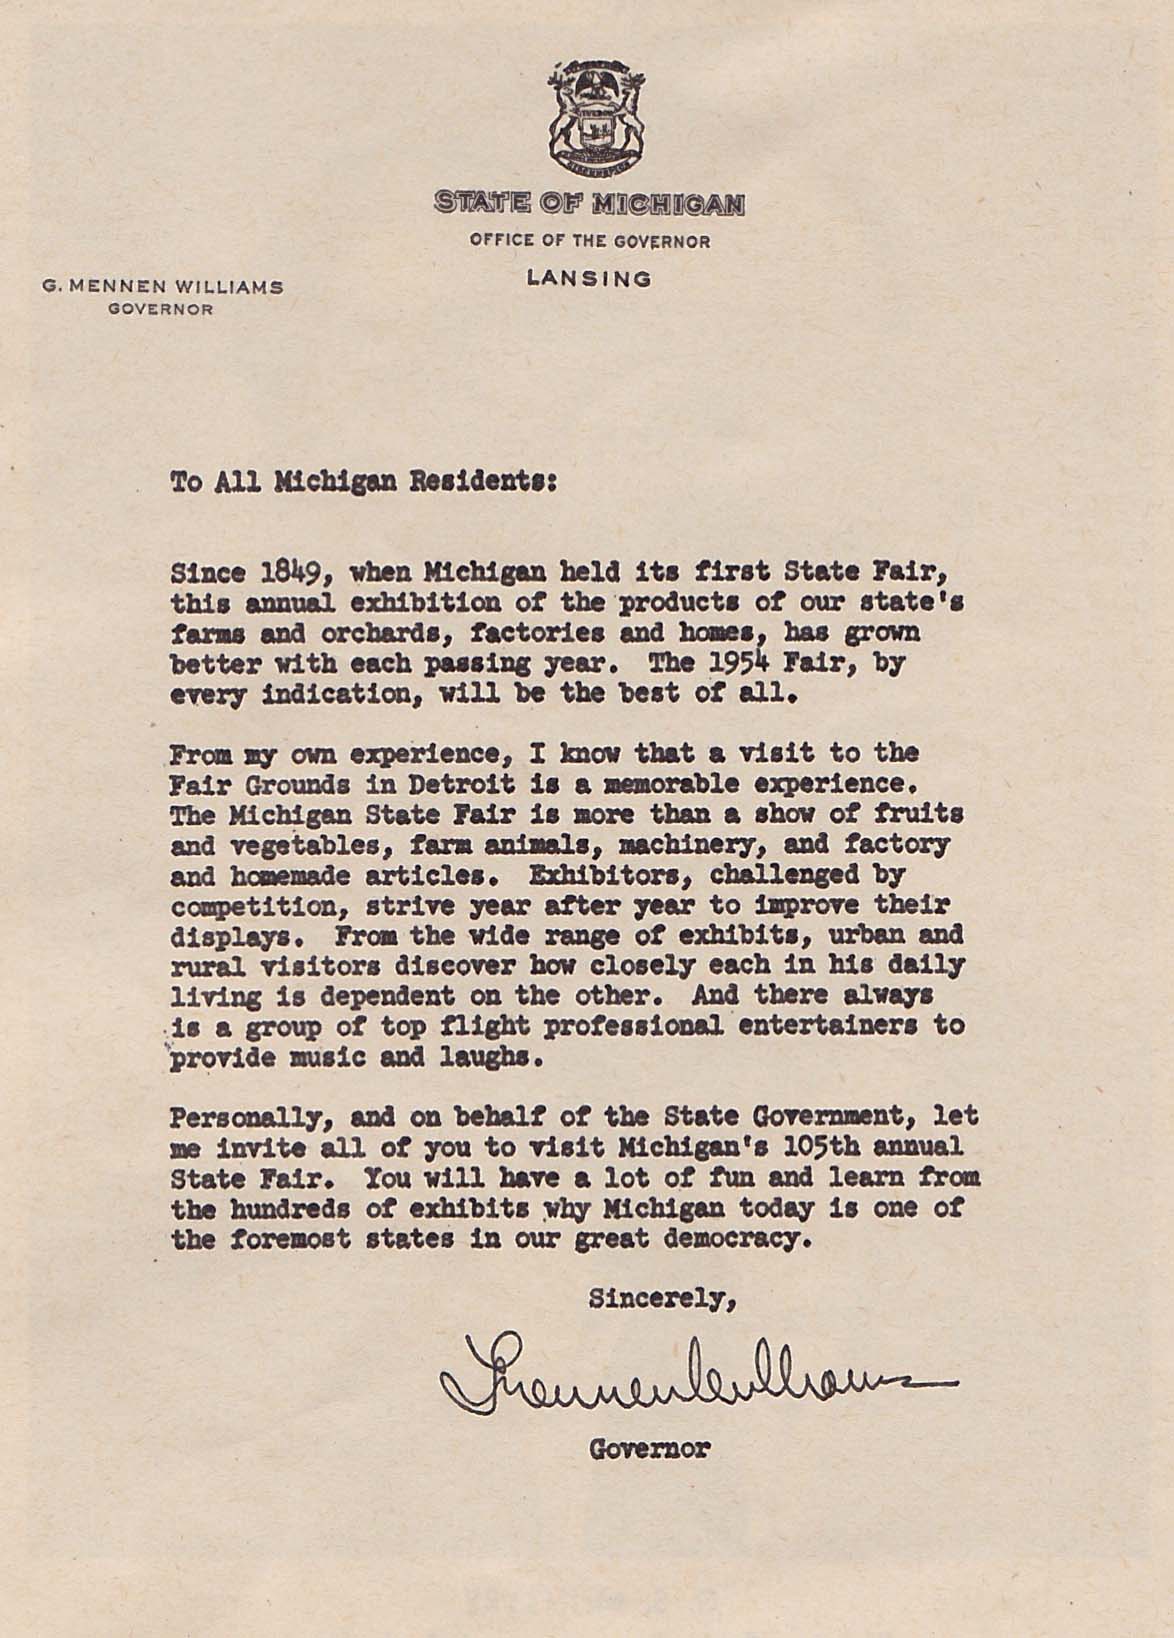 STATE OF MICHIGAN
OFFICE OF THE GOVERNOR
LANSING
G. MENNEN WILLIAMS
GOVERNOR
To All Michigan Residents:
Since 1849, when Michigan held its first State Fair,
this annual exhibition of the products of our state's
farms and orchards, factories and homes, has grown
better with each passing year. The 1954 Fair, by
every indication, will be the best of all.
From my own experience, I know that a visit to the
Fair Grounds in Detroit is a memorable experience.
The Michigan State Fair is more than a show of fruits
and vegetables, farm animals, machinery, and factory
and homemade articles. Exhibitors, challenged by
competition, strive year after year to improve their
displays. From the wide range of exhibits, urban and
rural visitors discover how closely each in his daily
living is dependent on the other. And there always
is a group of top flight professional entertainers to
provide music and laughs.
Personally, and on behalf of the State Government, let
me invite all of you to visit Michigan's 105th annual
State Fair. You will have a lot of fun and learn from
the hundreds of exhibits why Michigan today is one of
the foremost states in our great democracy.
Sincerely,
G Mennen Williams
Governor